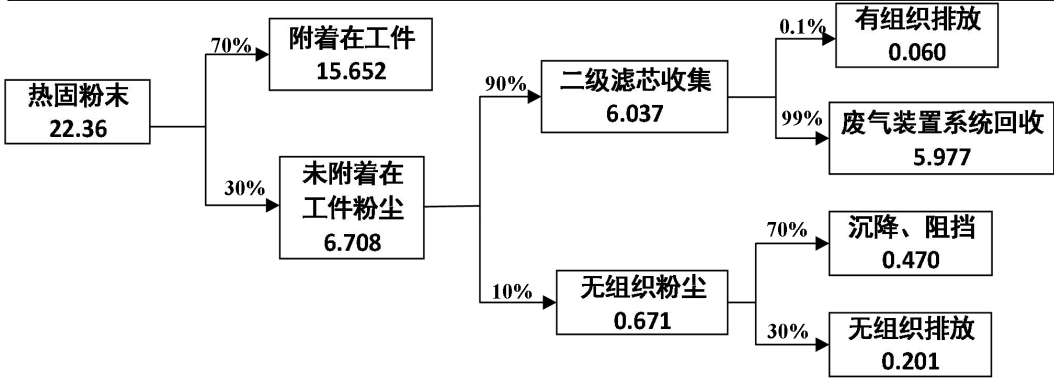 热固粉末
22.36
70%
附着在工件
15.652
30%
未附着在
工件粉尘
6.708
90%
二级滤芯收集
6.037
0.1%
有组织排放
0.060
99%
废气装置系统回收
5.977
10%
无组织粉尘
0.671
70%
沉降、阻挡
0.470
30%
无组织排放
0.201